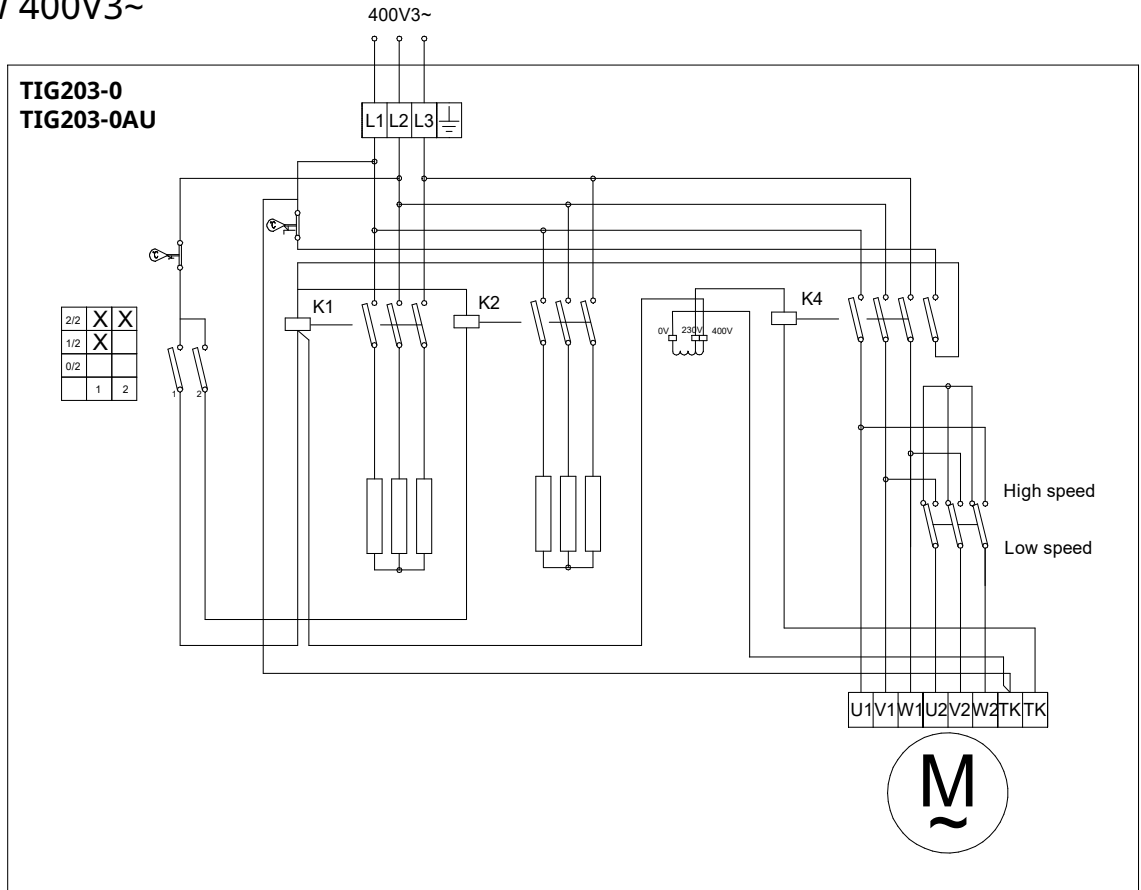 400V3~
400V3~
TIG203-0
TIG203-0AU
L1 L2 L3
K1
K2
K4
0V 230V 400V
2/2 X X
1/2 X
0/2
1 2
1 2
High speed
Low speed
U1 V1 W1 U2 V2 W2 TK TK
M
~